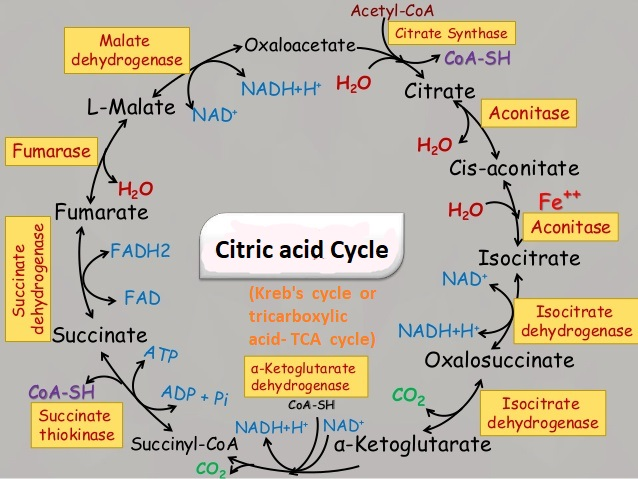 Acetyl-CoA
Citrate Synthase
CoA-SH
Malate
dehydrogenase
Oxaloacetate
NADH+H⁺
H₂O
Citrate
L-Malate
NAD⁺
Aconitase
H₂O
Fumarase
Cis-aconitate
H₂O
Fe⁺⁺
H₂O
Aconitase
Fumarate
Succinate
dehydrogenase
FADH2
FAD
Citric acid Cycle
(Kreb's cycle or
tricarboxylic
acid- TCA cycle)
Isocitrate
NAD⁺
Isocitrate
dehydrogenase
NADH+H⁺
Succinate
Oxalosuccinate
ATP
α-Ketoglutarate
dehydrogenase
CoA-SH
ADP + Pi
CoA-SH
CO₂
Isocitrate
dehydrogenase
Succinate
thiokinase
NADH+H⁺
NAD⁺
Succinyl-CoA
α-Ketoglutarate
CO₂